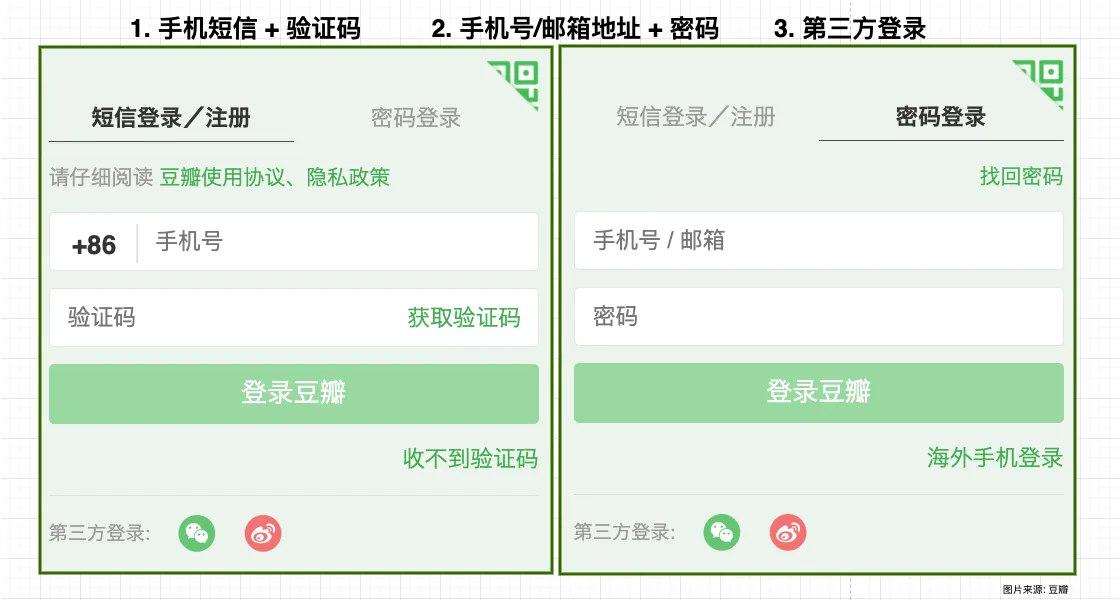 1. 手机短信 + 验证码
2. 手机号/邮箱地址 + 密码
3. 第三方登录
短信登录／注册
密码登录
请仔细阅读 豆瓣使用协议、隐私政策
+86 手机号
验证码 获取验证码
登录豆瓣
收不到验证码
第三方登录:
短信登录／注册
密码登录
找回密码
手机号 / 邮箱
密码
登录豆瓣
海外手机登录
第三方登录:
图片来源: 豆瓣